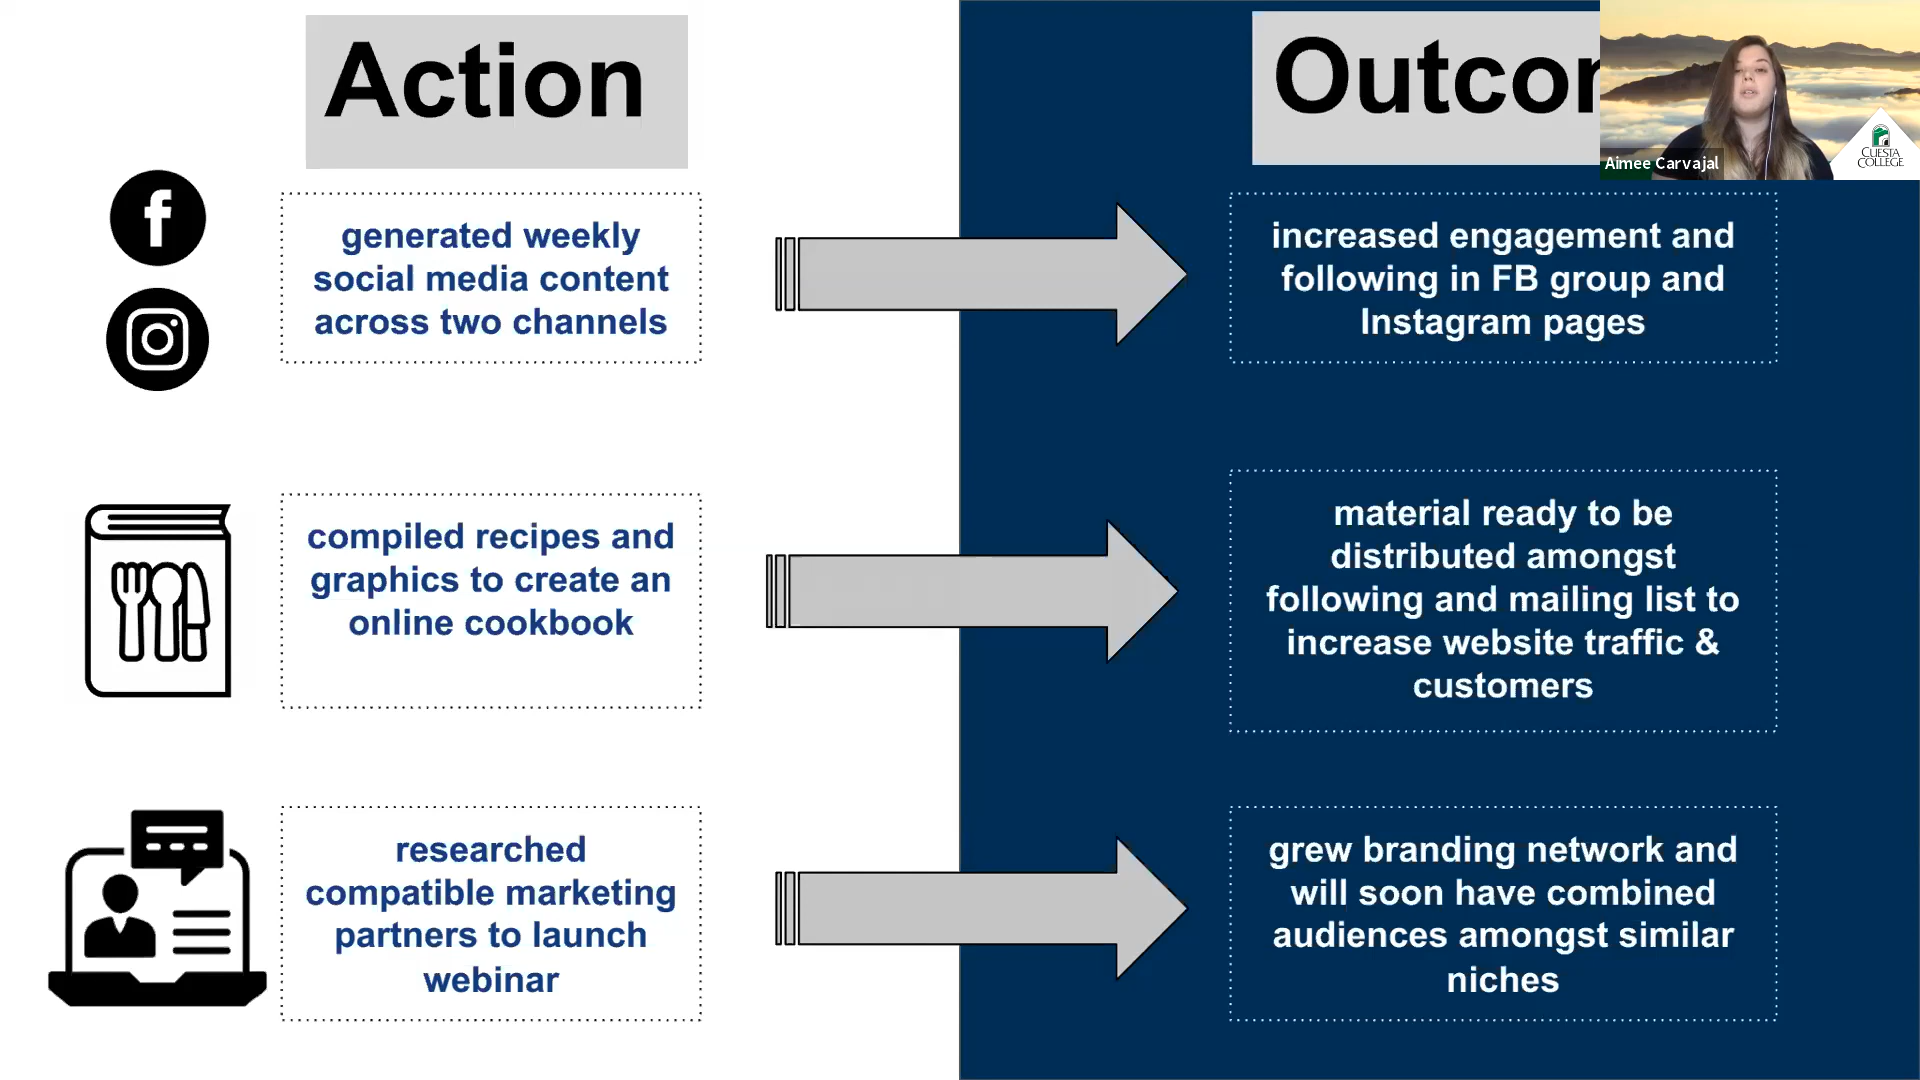 Action
Outcor
Aimee Carvajal
CUESTA
COLLEGE
generated weekly
social media content
across two channels
increased engagement and
following in FB group and
Instagram pages
compiled recipes and
graphics to create an
online cookbook
material ready to be
distributed amongst
following and mailing list to
increase website traffic &
customers
researched
compatible marketing
partners to launch
webinar
grew branding network and
will soon have combined
audiences amongst similar
niches